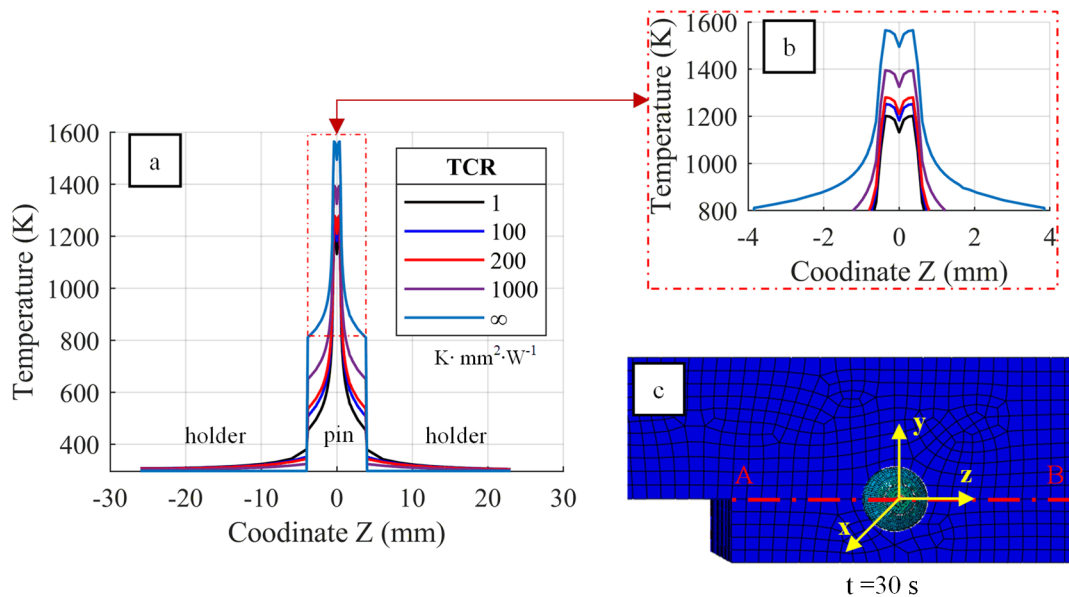 1600
1400
1200
1000
800
600
400
-30
-20
-10
0
10
20
30
Temperature (K)
Coodinate Z (mm)
a
TCR
1
100
200
1000
∞
K· mm²·W⁻¹
holder
pin
holder
1600
1400
1200
1000
800
-4
-2
0
2
4
Temperature (K)
Coodinate Z (mm)
b
c
A
B
y
z
x
t =30 s